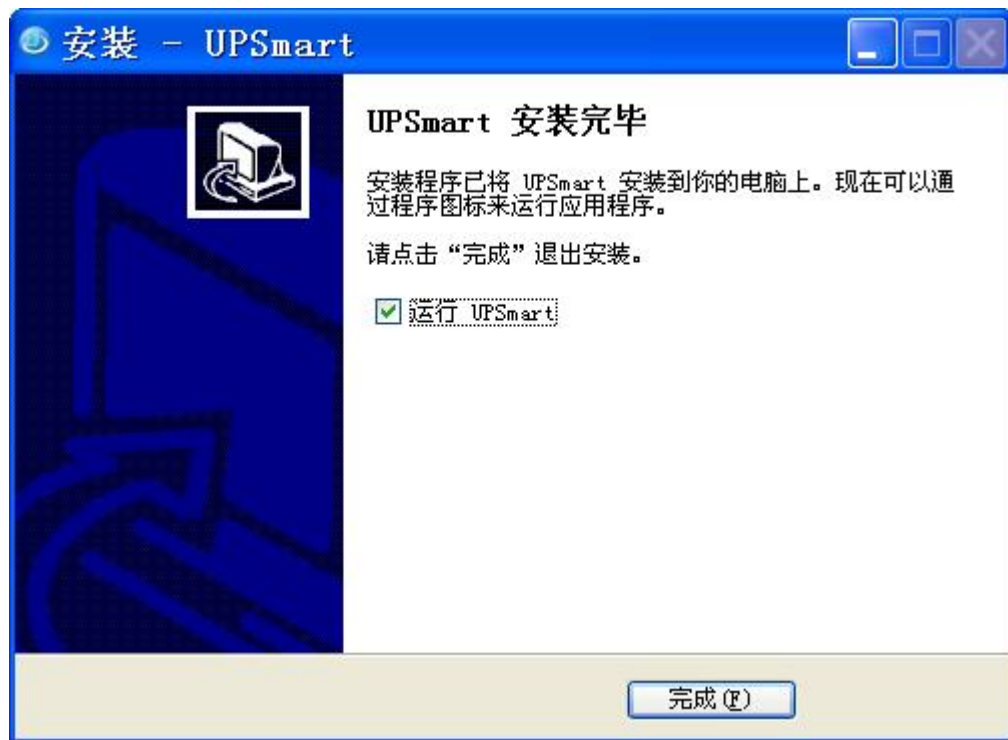 安装 - UPSmart
UPSmart 安装完毕
安装程序已将 UPSmart 安装到你的电脑上。现在可以通
过程序图标来运行应用程序。
请点击“完成”退出安装。
运行 UPSmart
完成(F)